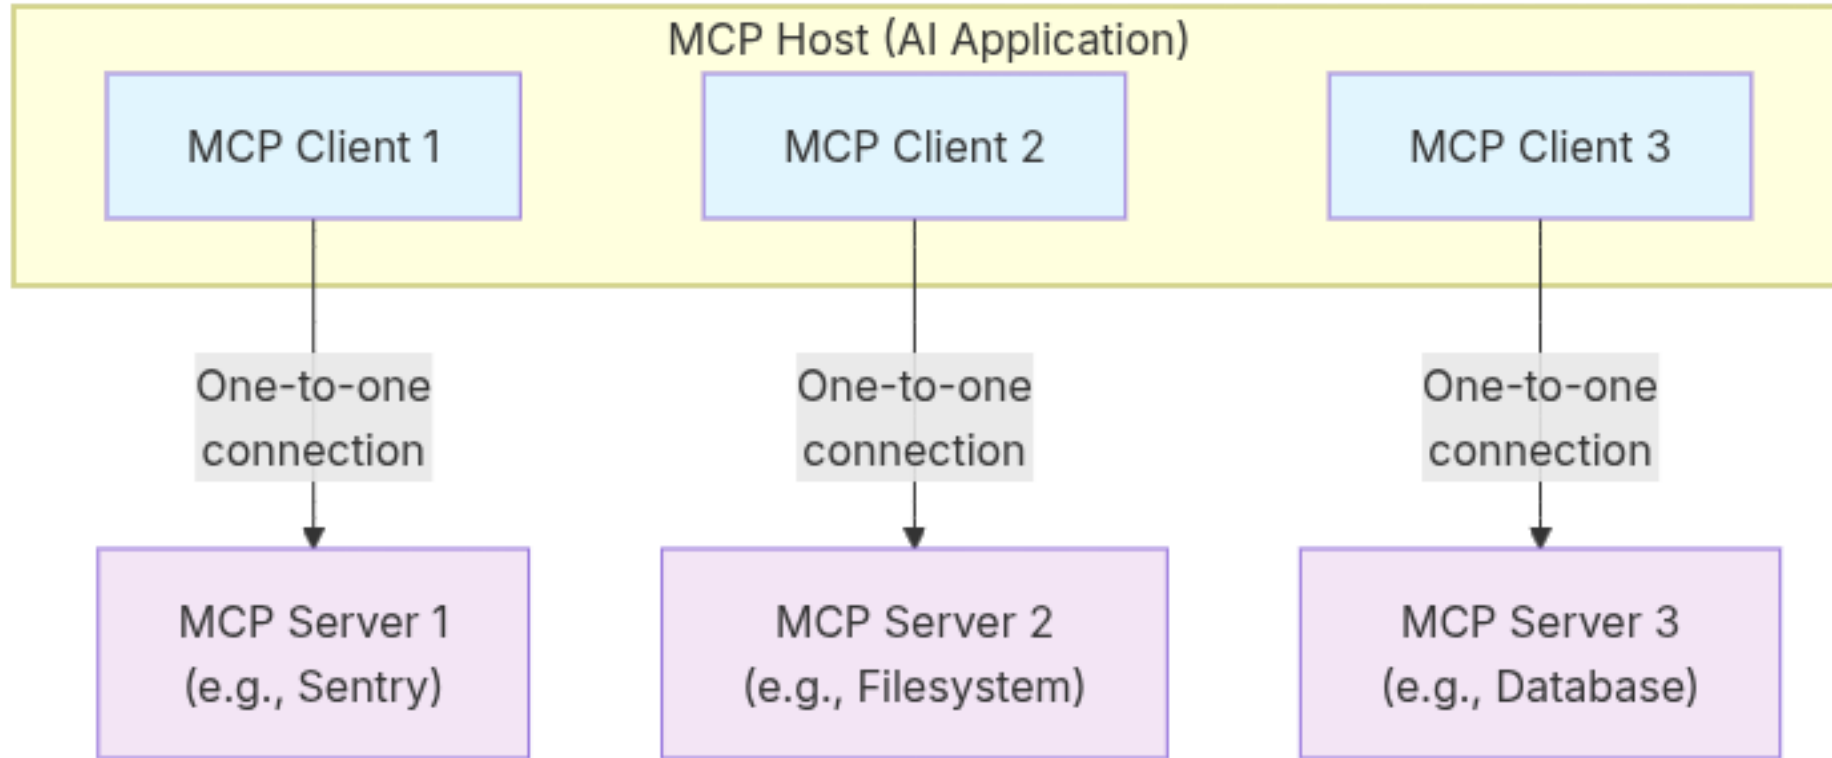 MCP Host (AI Application)
MCP Client 1
MCP Client 2
MCP Client 3
One-to-one
connection
One-to-one
connection
One-to-one
connection
MCP Server 1
(e.g., Sentry)
MCP Server 2
(e.g., Filesystem)
MCP Server 3
(e.g., Database)